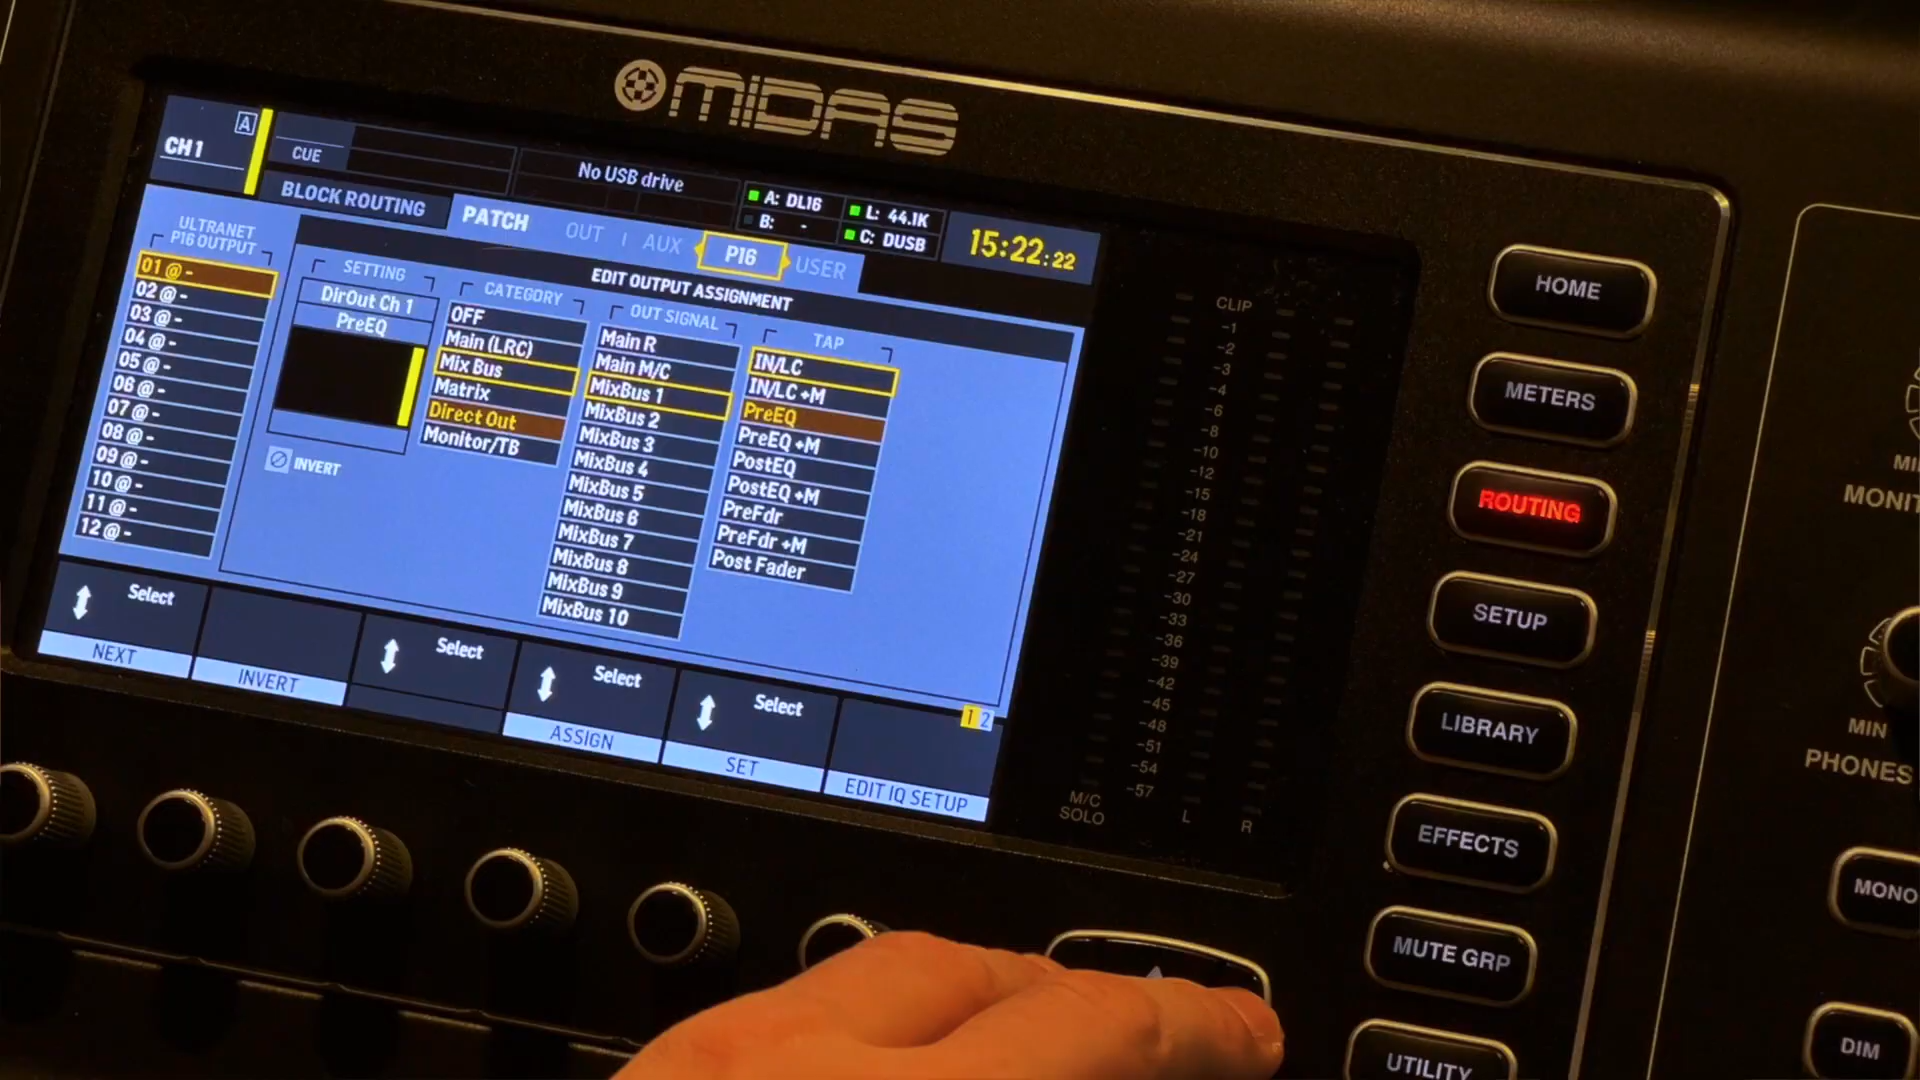 MIDAS
A
CH 1
CUE
No USB drive
A: DL16
B: -
L: 44.1K
C: DUSB
15:22:22
BLOCK ROUTING
PATCH
OUT
AUX
P16
USER
ULTRANET
P16 OUTPUT
01 @ -
02 @ -
03 @ -
04 @ -
05 @ -
06 @ -
07 @ -
08 @ -
09 @ -
10 @ -
11 @ -
12 @ -
EDIT OUTPUT ASSIGNMENT
SETTING
DirOut Ch 1
PreEQ
INVERT
CATEGORY
OFF
Main (LRC)
Mix Bus
Matrix
Direct Out
Monitor/TB
OUT SIGNAL
Main R
Main M/C
MixBus 1
MixBus 2
MixBus 3
MixBus 4
MixBus 5
MixBus 6
MixBus 7
MixBus 8
MixBus 9
MixBus 10
TAP
IN/LC
IN/LC +M
PreEQ
PreEQ +M
PostEQ
PostEQ +M
PreFdr
PreFdr +M
Post Fader
Select
NEXT
INVERT
Select
Select
ASSIGN
Select
SET
1 2
EDIT IQ SETUP
CLIP
-1
-2
-3
-4
-6
-8
-10
-12
-15
-18
-21
-24
-27
-30
-33
-36
-39
-42
-45
-48
-51
-54
-57
M/C
SOLO
L
R
HOME
METERS
ROUTING
SETUP
LIBRARY
EFFECTS
MUTE GRP
UTILITY
MIN
PHONES
MONO
DIM